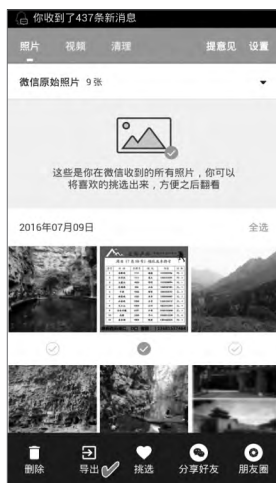 你收到了437条新消息
照片 视频 清理 提意见 设置
微信原始照片 9张
这些是你在微信收到的所有照片，你可以
将喜欢的挑选出来，方便之后翻看
2016年07月09日 全选
删除 导出 挑选 分享好友 朋友圈